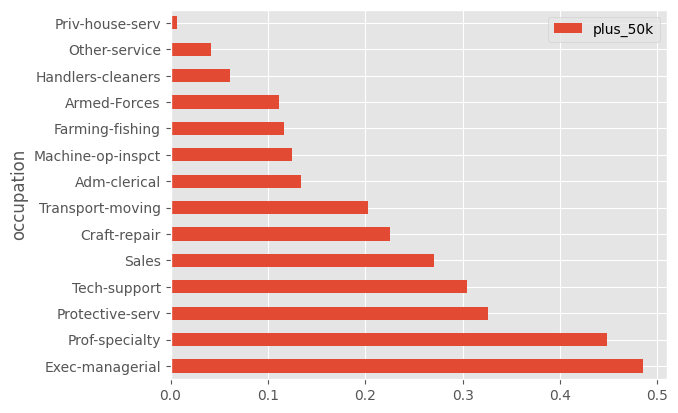 Priv-house-serv
Other-service
Handlers-cleaners
Armed-Forces
Farming-fishing
Machine-op-inspct
Adm-clerical
Transport-moving
Craft-repair
Sales
Tech-support
Protective-serv
Prof-specialty
Exec-managerial
occupation
plus_50k
0.0 0.1 0.2 0.3 0.4 0.5